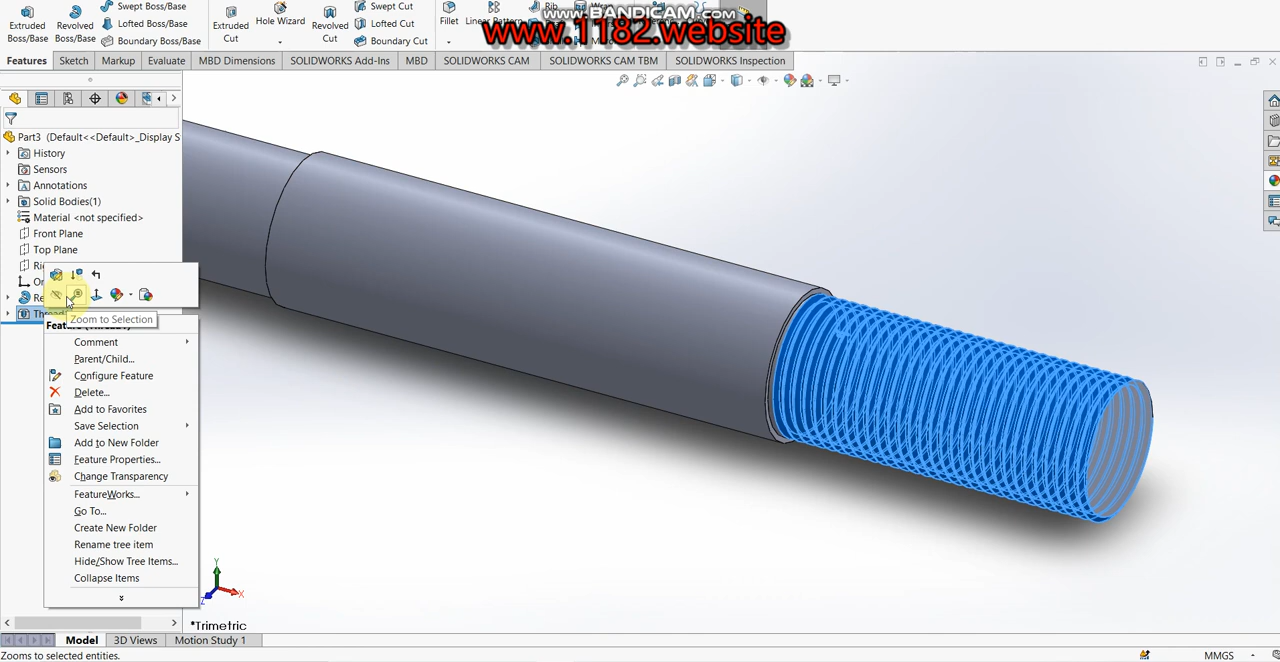 Extruded Boss/Base
Revolved Boss/Base
Swept Boss/Base
Lofted Boss/Base
Boundary Boss/Base
Extruded Cut
Hole Wizard
Revolved Cut
Swept Cut
Lofted Cut
Boundary Cut
Fillet
Linear Pattern
Rib
Wrap
www.BANDICAM.com
www.1182.website
Features
Sketch
Markup
Evaluate
MBD Dimensions
SOLIDWORKS Add-Ins
MBD
SOLIDWORKS CAM
SOLIDWORKS CAM TBM
SOLIDWORKS Inspection
Part3 (Default<<Default>_Display S
History
Sensors
Annotations
Solid Bodies(1)
Material <not specified>
Front Plane
Top Plane
Zoom to Selection
Comment
Parent/Child...
Configure Feature
Delete...
Add to Favorites
Save Selection
Add to New Folder
Feature Properties...
Change Transparency
FeatureWorks...
Go To...
Create New Folder
Rename tree item
Hide/Show Tree Items...
Collapse Items
Y
X
Z
*Trimetric
Model
3D Views
Motion Study 1
Zooms to selected entities.
MMGS